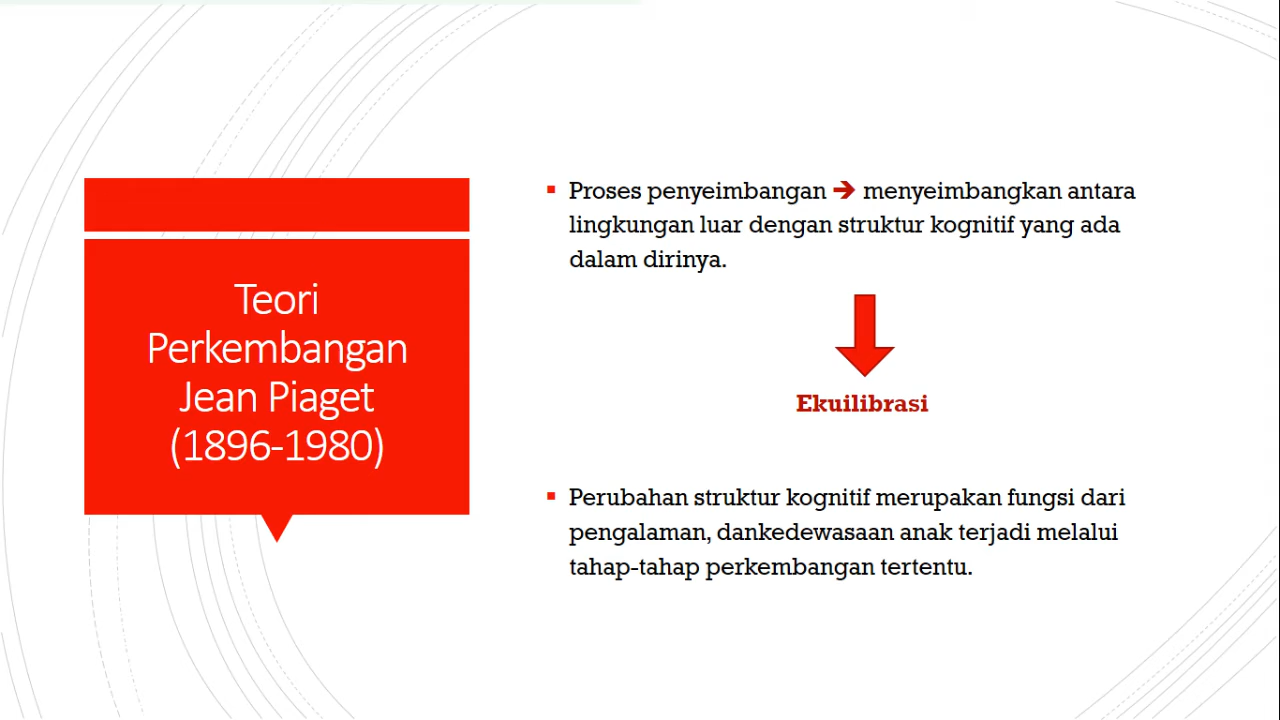 Teori
Perkembangan
Jean Piaget
(1896-1980)
▪ Proses penyeimbangan ➔ menyeimbangkan antara
lingkungan luar dengan struktur kognitif yang ada
dalam dirinya.
Ekuilibrasi
▪ Perubahan struktur kognitif merupakan fungsi dari
pengalaman, dankedewasaan anak terjadi melalui
tahap-tahap perkembangan tertentu.